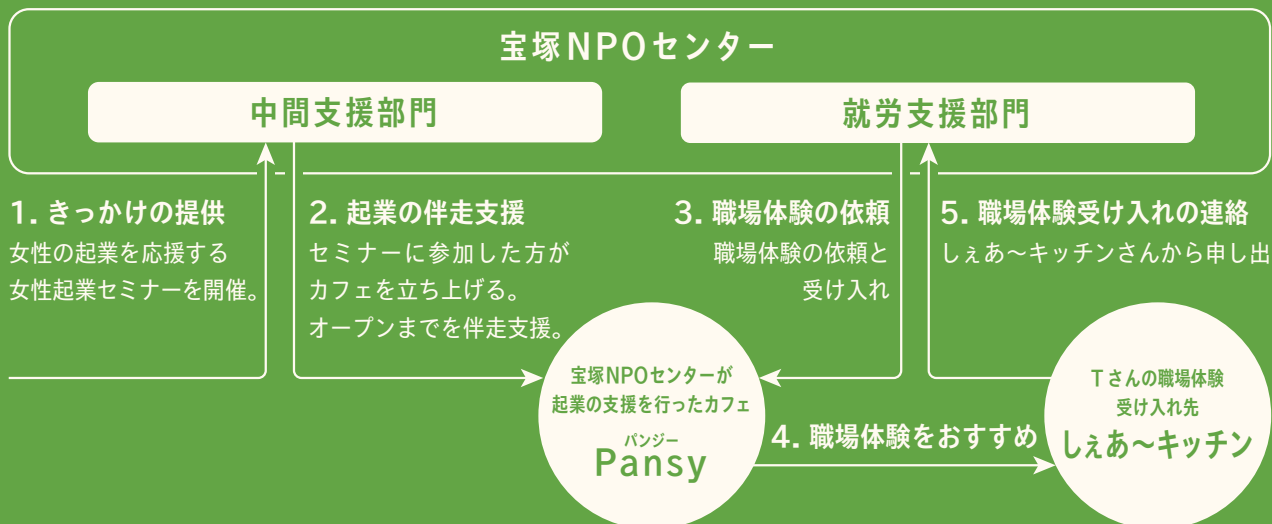 宝塚NPOセンター
中間支援部門
就労支援部門
1. きっかけの提供
女性の起業を応援する
女性起業セミナーを開催。
2. 起業の伴走支援
セミナーに参加した方が
カフェを立ち上げる。
オープンまでを伴走支援。
3. 職場体験の依頼
職場体験の依頼と
受け入れ
5. 職場体験受け入れの連絡
しぇあ〜キッチンさんから申し出
宝塚NPOセンターが
起業の支援を行ったカフェ
パンジー
Pansy
4. 職場体験をおすすめ
Tさんの職場体験
受け入れ先
しぇあ〜キッチン